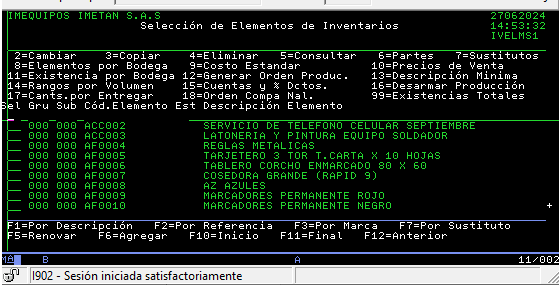 IMEQUIPOS IMETAN S.A.S 27062024
Selección de Elementos de Inventarios 14:53:32
IVELMS1
2=Cambiar 3=Copiar 4=Eliminar 5=Consultar 6=Partes 7=Sustitutos
8=Elementos por Bodega 9=Costo Estandar 10=Precios de Venta
11=Existencia por Bodega 12=Generar Orden Produc. 13=Descripción Minima
14=Rangos por Volumen 15=Cuentas y % Dctos. 16=Desarmar Producción
17=Cants.por Entregar 18=Orden Compa Nal. 99=Existencias Totales
Sel Gru Sub Cód.Elemento Est Descripción Elemento
000 000 ACC002 SERVICIO DE TELEFONO CELULAR SEPTIEMBRE
000 000 ACC003 LATONERIA Y PINTURA EQUIPO SOLDADOR
000 000 AF0004 REGLAS METALICAS
000 000 AF0005 TARJETERO 3 TOR T.CARTA X 10 HOJAS
000 000 AF0006 TABLERO CORCHO ENMARCADO 80 X 60
000 000 AF0007 COSEDORA GRANDE (RAPID 9)
000 000 AF0008 AZ AZULES
000 000 AF0009 MARCADORES PERMANENTE ROJO
000 000 AF0010 MARCADORES PERMANENTE NEGRO +
F1=Por Descripción F2=Por Referencia F3=Por Marca F7=Por Sustituto
F5=Renovar F6=Agregar F10=Inicio F11=Final F12=Anterior
MA B A 11/002
I902 - Sesión iniciada satisfactoriamente